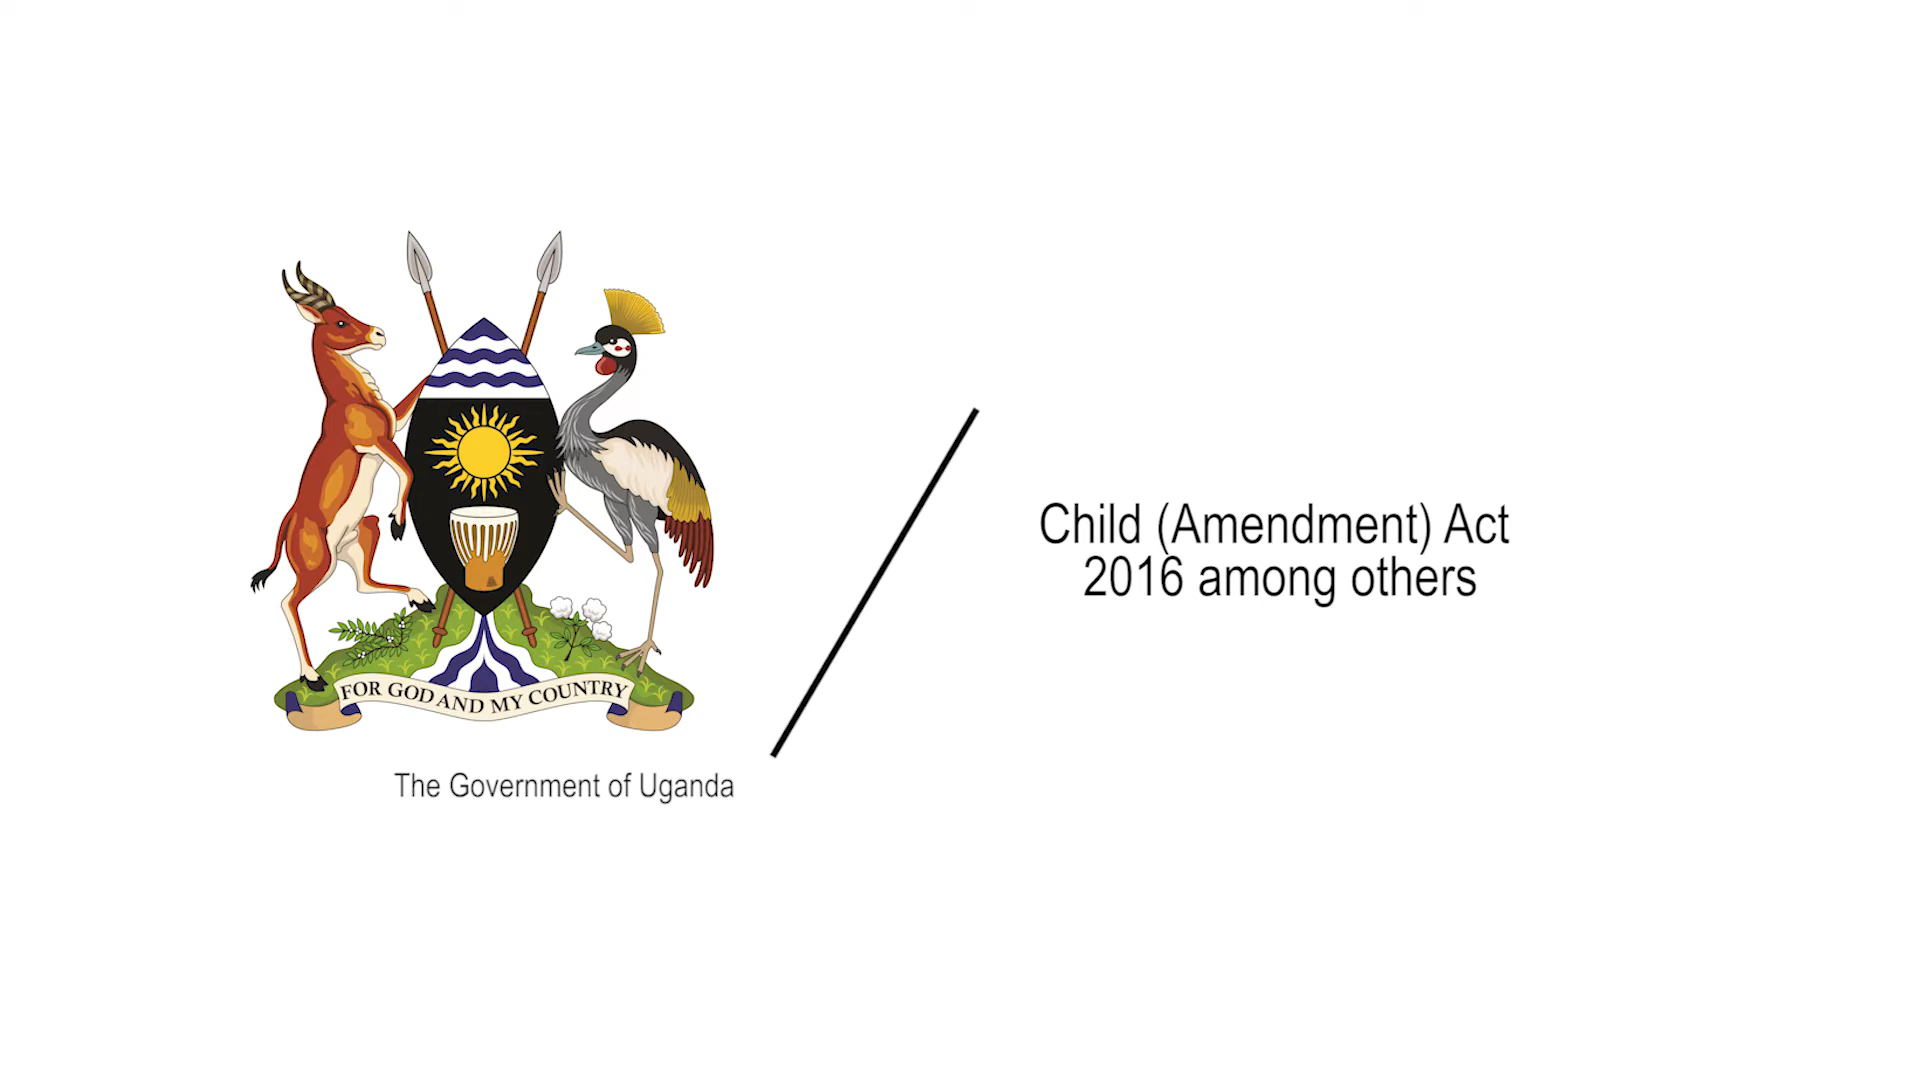 FOR GOD AND MY COUNTRY
The Government of Uganda
Child (Amendment) Act
2016 among others